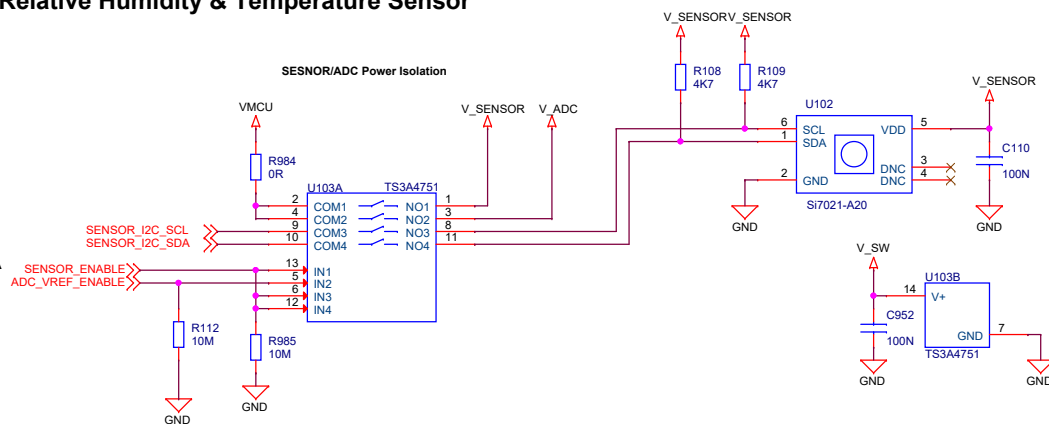 Relative Humidity & Temperature Sensor
SESNOR/ADC Power Isolation
VMCU
R984
0R
V_SENSOR
V_ADC
U103A
TS3A4751
2
COM1
NO1
1
4
COM2
NO2
3
9
COM3
NO3
8
10
COM4
NO4
11
13
IN1
5
IN2
6
IN3
12
IN4
SENSOR_I2C_SCL
SENSOR_I2C_SDA
SENSOR_ENABLE
ADC_VREF_ENABLE
R112
10M
GND
R985
10M
GND
V_SENSOR
V_SENSOR
R108
4K7
R109
4K7
U102
6
SCL
1
SDA
2
GND
VDD
5
DNC
3
DNC
4
Si7021-A20
GND
V_SENSOR
C110
100N
GND
V_SW
C952
100N
GND
U103B
14
V+
GND
7
TS3A4751
GND